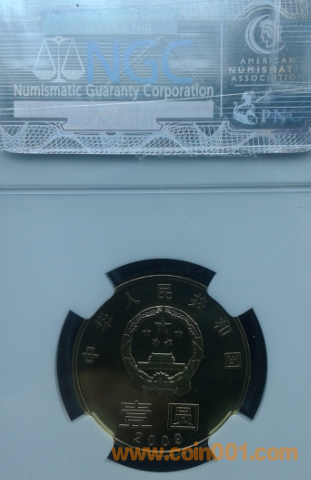 NGC
Numismatic Guaranty Corporation
AMERICAN
NUMISMATIC
ASSOCIATION
PNG
中华人民共和国
壹圆
2009
www.coin001.com